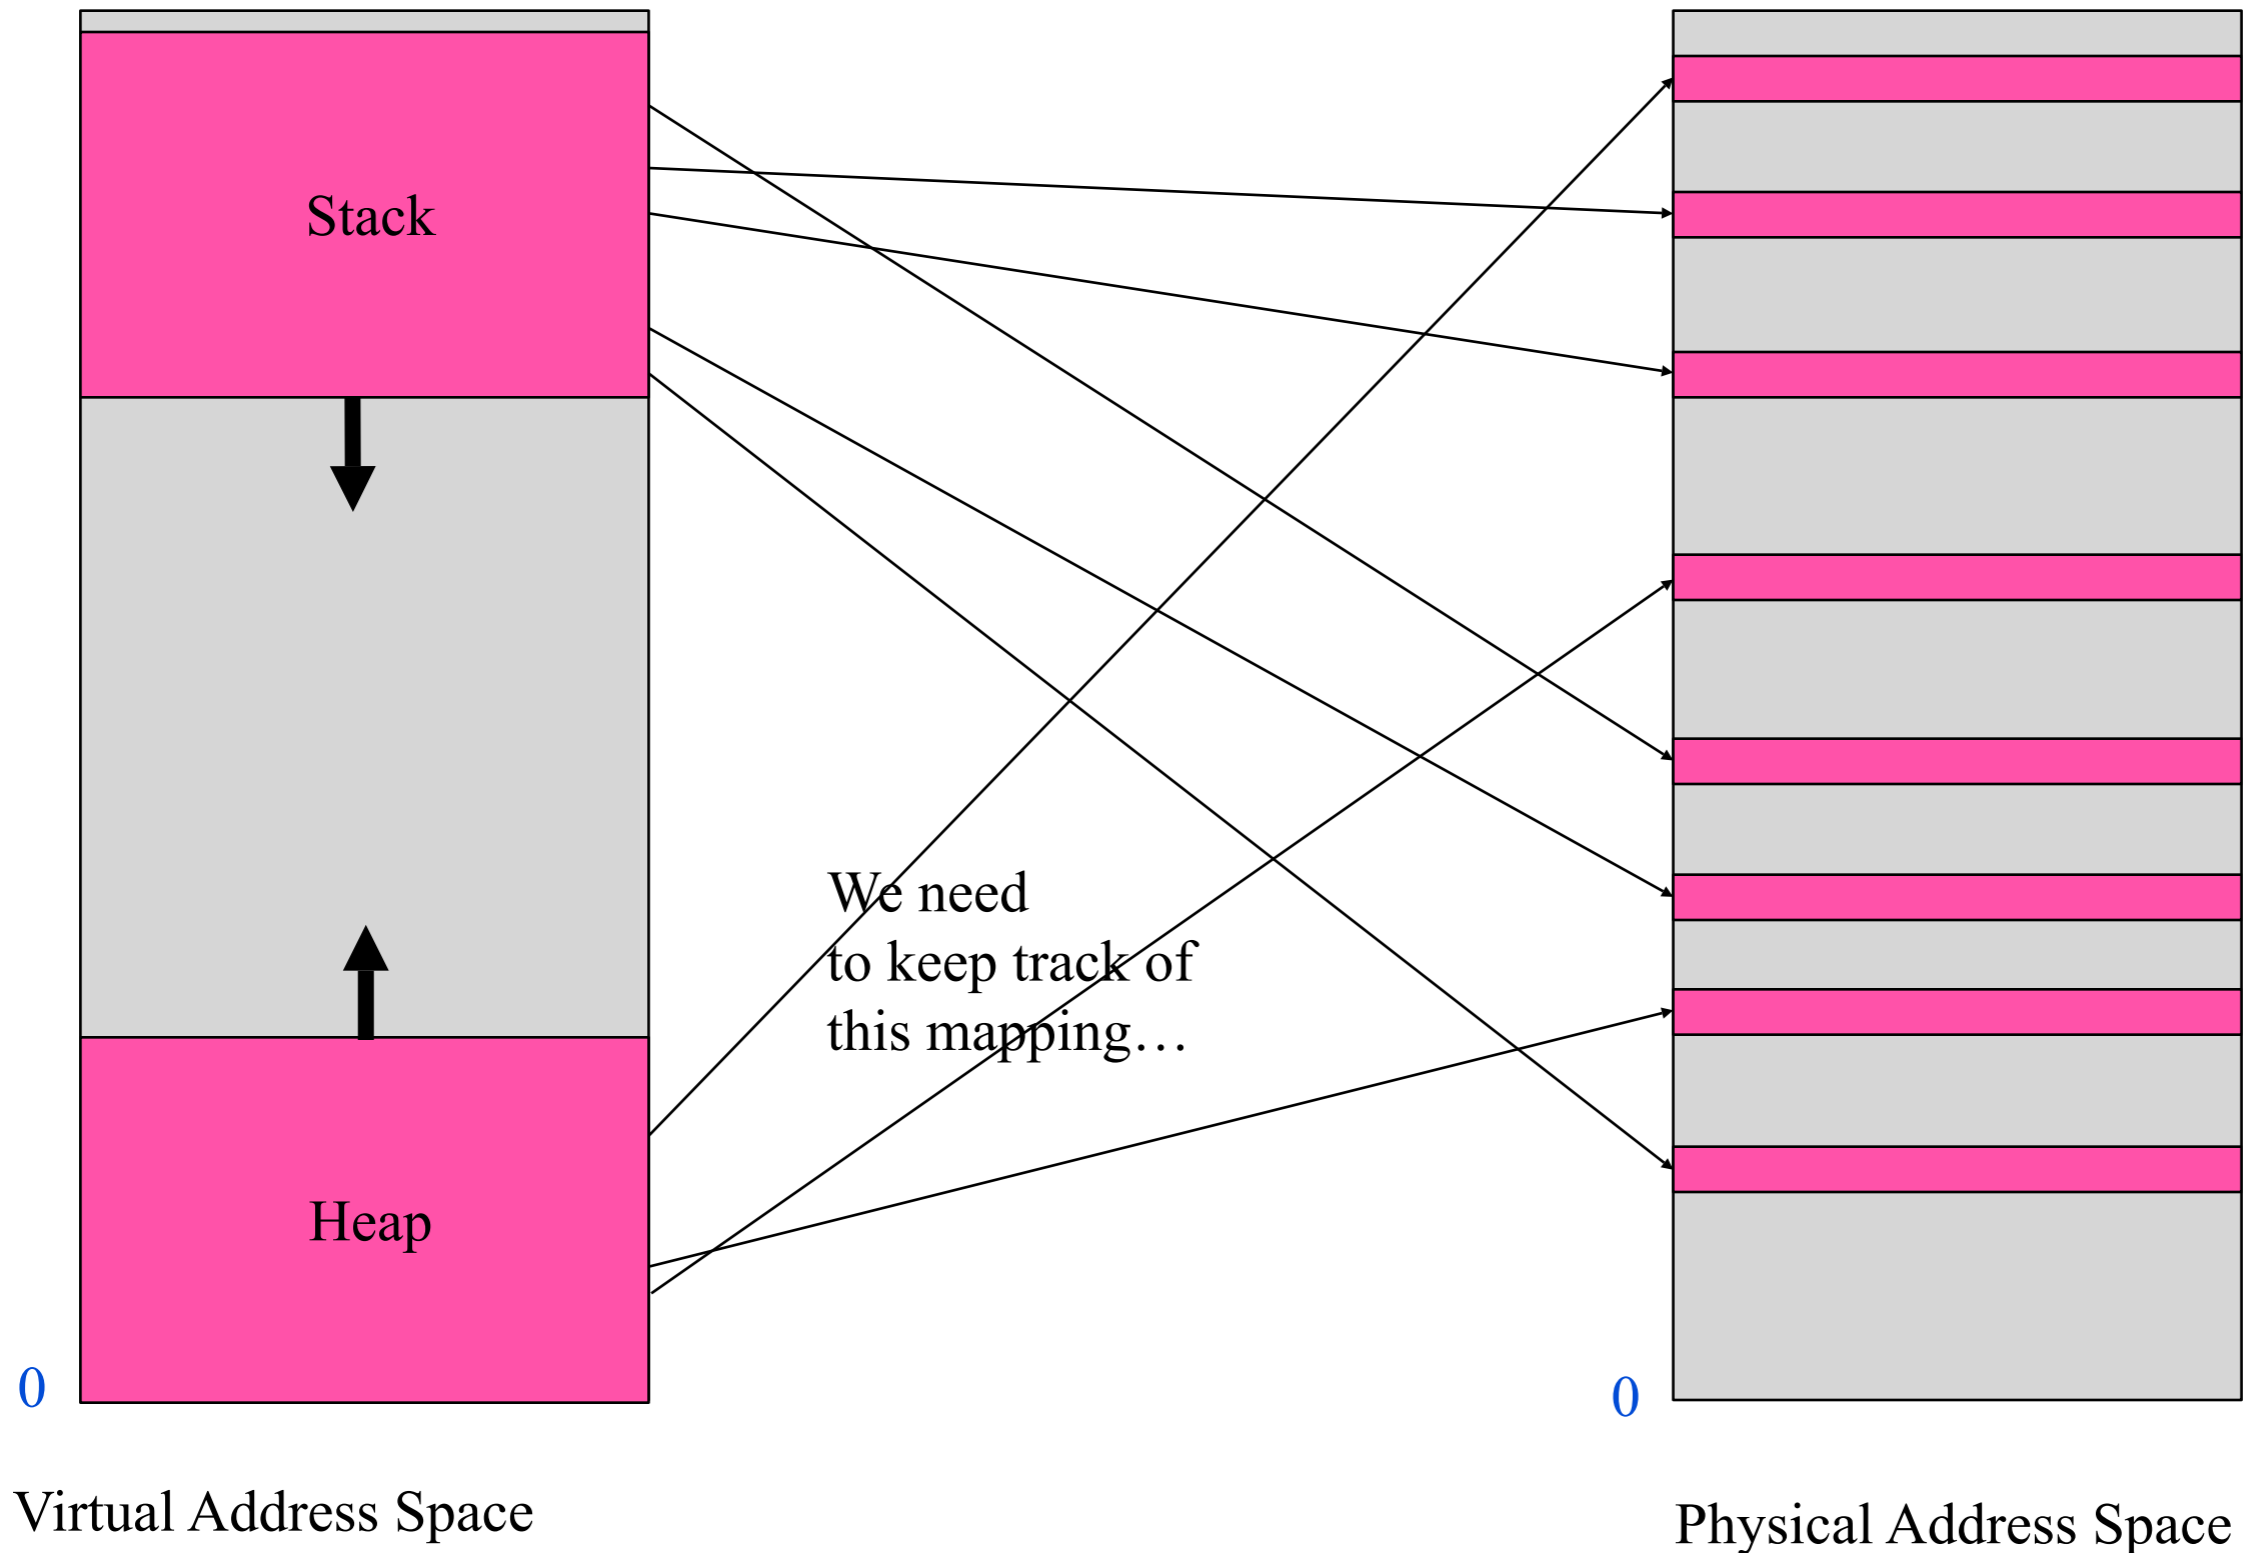 Stack
We need
to keep track of
this mapping…
Heap
0
0
Virtual Address Space
Physical Address Space